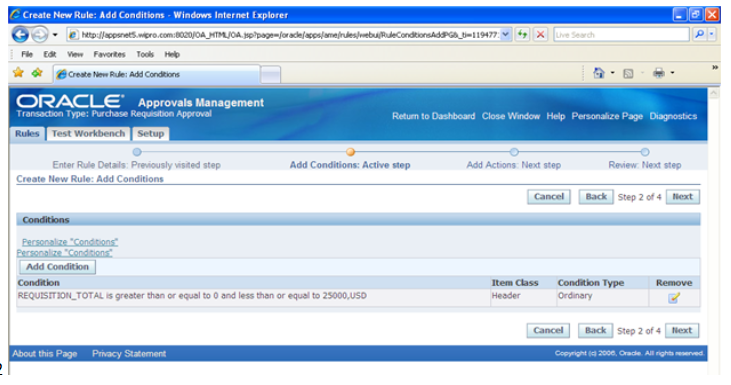 Create New Rule: Add Conditions - Windows Internet Explorer
http://appsnet5.wipro.com:8020/OA_HTML/OA.jsp?page=/oracle/apps/ame/rules/webui/RuleConditionsAddPG&_ti=119477 Live Search
File Edit View Favorites Tools Help
Create New Rule: Add Conditions
ORACLE Approvals Management
Transaction Type: Purchase Requisition Approval
Return to Dashboard Close Window Help Personalize Page Diagnostics
Rules Test Workbench Setup
Enter Rule Details: Previously visited step Add Conditions: Active step Add Actions: Next step Review: Next step
Create New Rule: Add Conditions
Cancel Back Step 2 of 4 Next
Conditions
Personalize "Conditions"
Personalize "Conditions"
Add Condition
Condition Item Class Condition Type Remove
REQUISITION_TOTAL is greater than or equal to 0 and less than or equal to 25000,USD Header Ordinary
Cancel Back Step 2 of 4 Next
About this Page Privacy Statement Copyright (c) 2006, Oracle. All rights reserved.
2